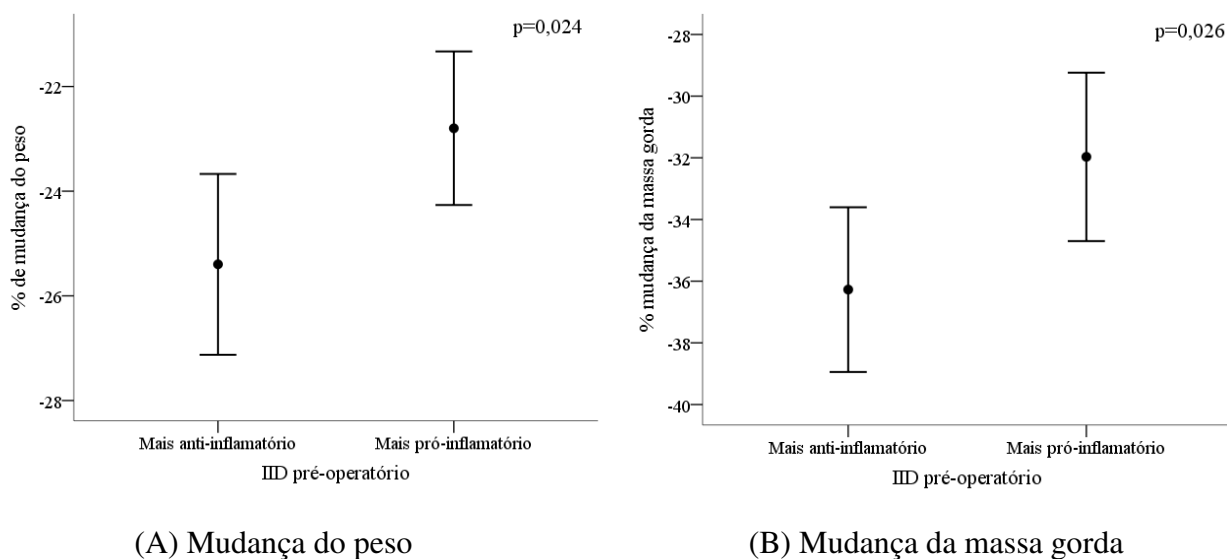 p=0,024
% de mudança do peso
-22
-24
-26
-28
Mais anti-inflamatório
Mais pró-inflamatório
IID pré-operatório
(A) Mudança do peso
p=0,026
% mudança da massa gorda
-28
-30
-32
-34
-36
-38
-40
Mais anti-inflamatório
Mais pró-inflamatório
IID pré-operatório
(B) Mudança da massa gorda